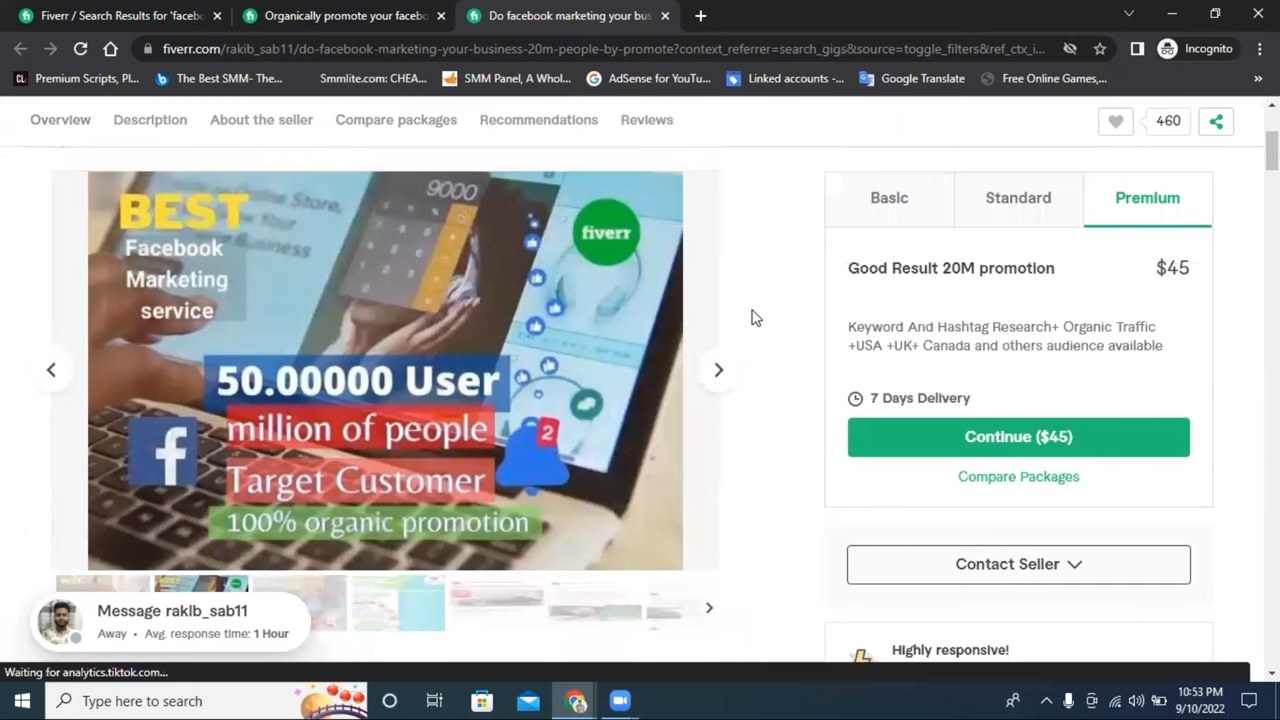 Fiverr / Search Results for 'faceb
Organically promote your facebo
Do facebook marketing your bus
fiverr.com/rakib_sab11/do-facebook-marketing-your-business-20m-people-by-promote?context_referrer=search_gigs&source=toggle_filters&ref_ctx_i...
Incognito
Premium Scripts, Pl...
The Best SMM- The...
Smmlite.com: CHEA...
SMM Panel, A Whol...
AdSense for YouTu...
Linked accounts -...
Google Translate
Free Online Games,...
»
Overview
Description
About the seller
Compare packages
Recommendations
Reviews
460
BEST
Facebook
Marketing
service
9000
fiverr
50.00000 User
million of people
Target Customer
100% organic promotion
2
Basic
Standard
Premium
Good Result 20M promotion
$45
Keyword And Hashtag Research+ Organic Traffic
+USA +UK+ Canada and others audience available
7 Days Delivery
Continue ($45)
Compare Packages
Contact Seller
Highly responsive!
Message rakib_sab11
Away • Avg. response time: 1 Hour
Waiting for analytics.tiktok.com...
Type here to search
10:53 PM
9/10/2022